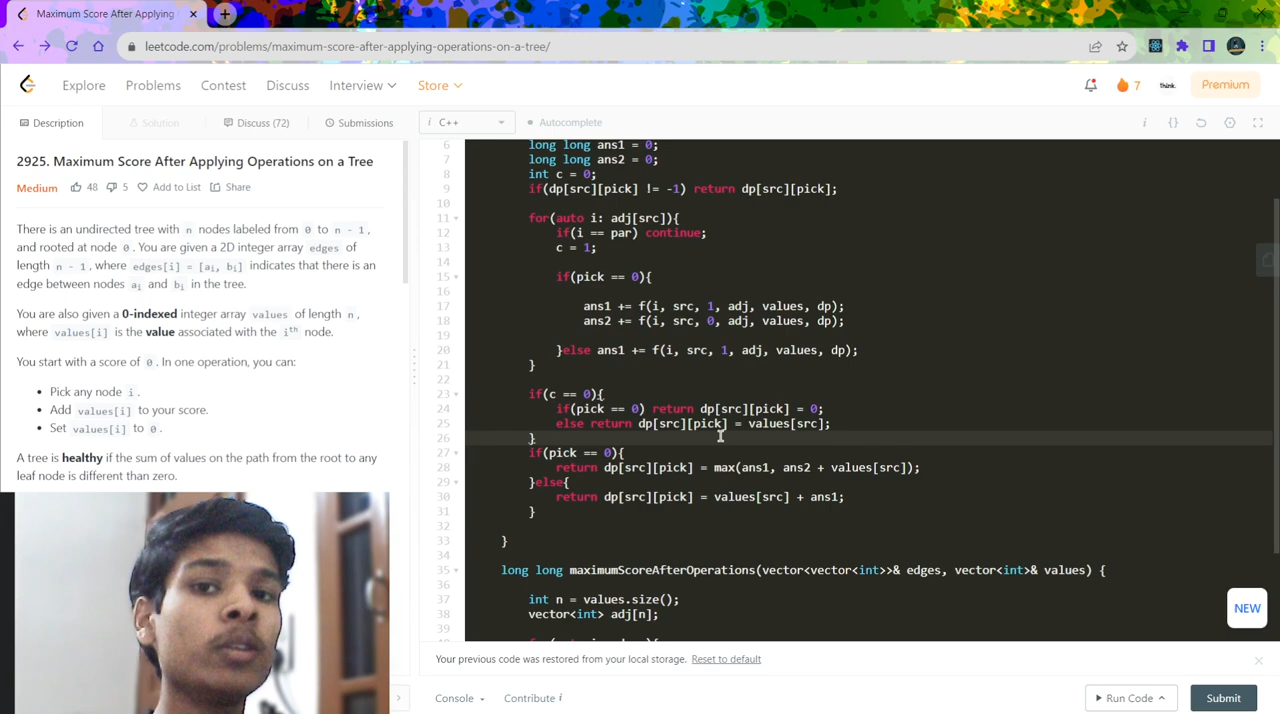 Maximum Score After Applying
leetcode.com/problems/maximum-score-after-applying-operations-on-a-tree/
Explore Problems Contest Discuss Interview Store
7
Think.
Premium
Description
Solution
Discuss (72)
Submissions
i C++
Autocomplete
i {}
2925. Maximum Score After Applying Operations on a Tree
Medium 48 5 Add to List Share
There is an undirected tree with n nodes labeled from 0 to n - 1,
and rooted at node 0. You are given a 2D integer array edges of
length n - 1, where edges[i] = [ai, bi] indicates that there is an
edge between nodes ai and bi in the tree.
You are also given a 0-indexed integer array values of length n,
where values[i] is the value associated with the ith node.
You start with a score of 0. In one operation, you can:
• Pick any node i.
• Add values[i] to your score.
• Set values[i] to 0.
A tree is healthy if the sum of values on the path from the root to any
leaf node is different than zero.
6 long long ans1 = 0;
7 long long ans2 = 0;
8 int c = 0;
9 if(dp[src][pick] != -1) return dp[src][pick];
10
11 for(auto i: adj[src]){
12 if(i == par) continue;
13 c = 1;
14
15 if(pick == 0){
16
17 ans1 += f(i, src, 1, adj, values, dp);
18 ans2 += f(i, src, 0, adj, values, dp);
19
20 }else ans1 += f(i, src, 1, adj, values, dp);
21 }
22
23 if(c == 0){
24 if(pick == 0) return dp[src][pick] = 0;
25 else return dp[src][pick] = values[src];
26 }
27 if(pick == 0){
28 return dp[src][pick] = max(ans1, ans2 + values[src]);
29 }else{
30 return dp[src][pick] = values[src] + ans1;
31 }
32
33 }
34
35 long long maximumScoreAfterOperations(vector<vector<int>>& edges, vector<int>& values) {
36
37 int n = values.size();
38 vector<int> adj[n];
39
NEW
Your previous code was restored from your local storage. Reset to default
Console
Contribute i
Run Code
Submit